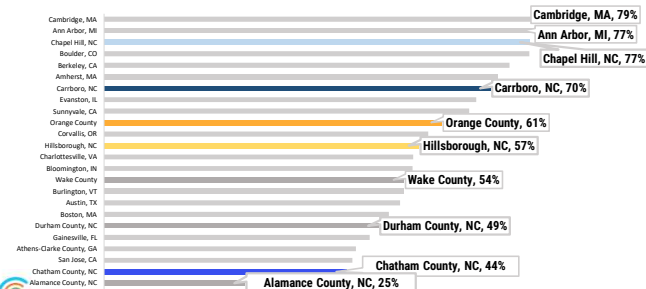 Cambridge, MA
Cambridge, MA, 79%
Ann Arbor, MI
Ann Arbor, MI, 77%
Chapel Hill, NC
Boulder, CO
Chapel Hill, NC, 77%
Berkeley, CA
Amherst, MA
Carrboro, NC
Carrboro, NC, 70%
Evanston, IL
Sunnyvale, CA
Orange County
Orange County, 61%
Corvallis, OR
Hillsborough, NC
Hillsborough, NC, 57%
Charlottesville, VA
Bloomington, IN
Wake County
Wake County, 54%
Burlington, VT
Austin, TX
Boston, MA
Durham County, NC
Durham County, NC, 49%
Gainesville, FL
Athens-Clarke County, GA
San Jose, CA
Chatham County, NC, 44%
Chatham County, NC
Alamance County, NC
Alamance County, NC, 25%